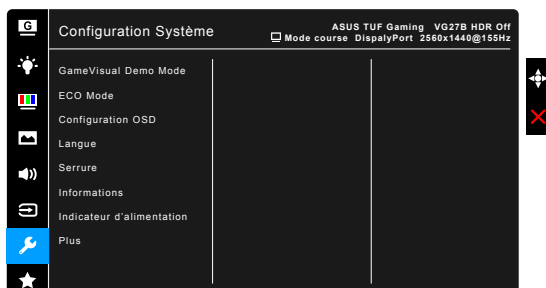 G
Configuration Système
ASUS TUF Gaming VG27B HDR Off
Mode course DispalyPort 2560x1440@155Hz
GameVisual Demo Mode
ECO Mode
Configuration OSD
Langue
Serrure
Informations
Indicateur d'alimentation
Plus